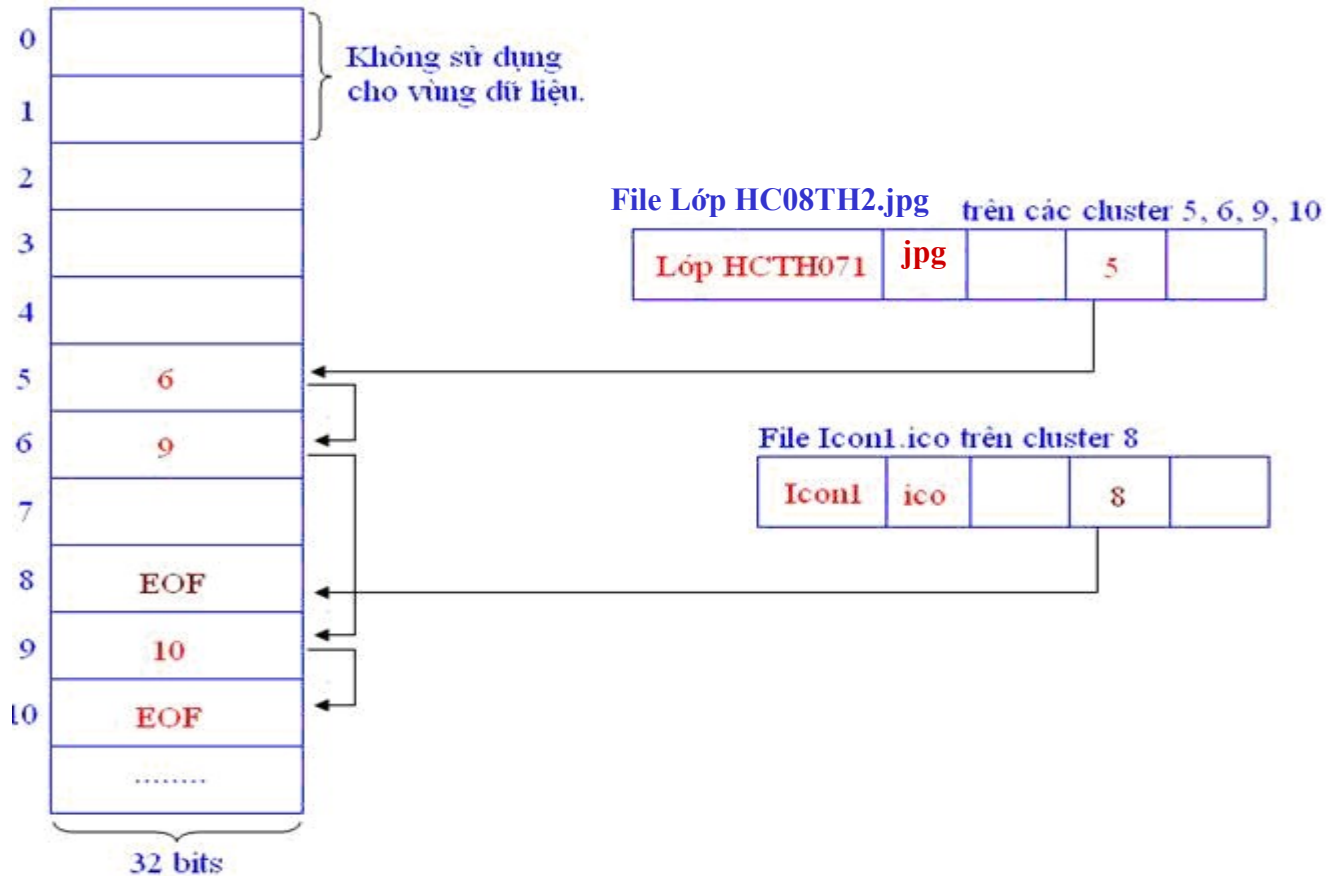 0
1
Không sử dụng
cho vùng dữ liệu.
2
3
4
File Lớp HC08TH2.jpg trên các cluster 5, 6, 9, 10
Lớp HCTH071 jpg 5
5 6
6 9
7
File Icon1.ico trên cluster 8
Icon1 ico 8
8 EOF
9 10
10 EOF
........
32 bits